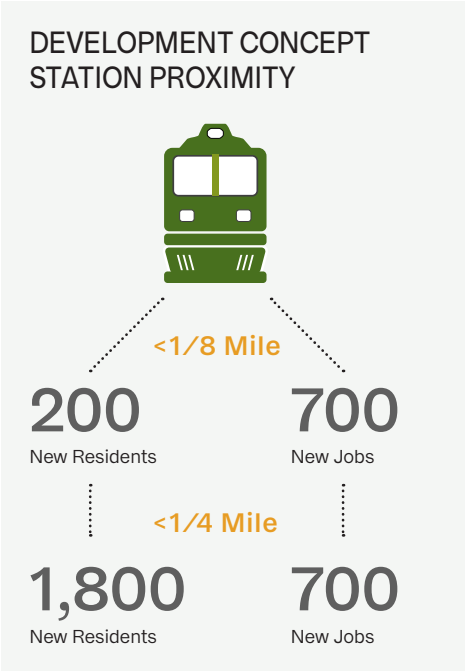 DEVELOPMENT CONCEPT
STATION PROXIMITY
<1/8 Mile
200
New Residents
700
New Jobs
<1/4 Mile
1,800
New Residents
700
New Jobs